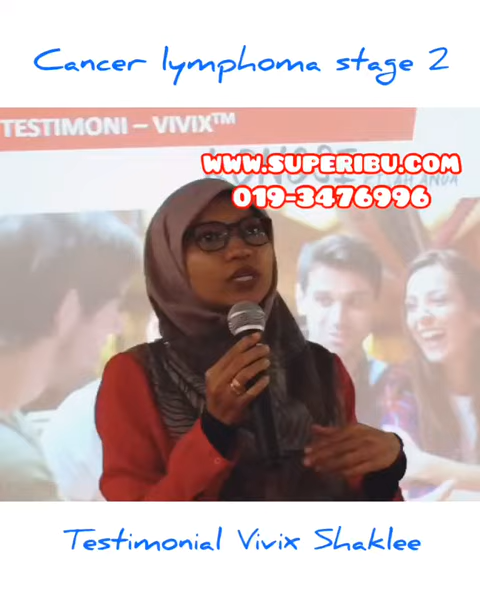 Cancer lymphoma stage 2
TESTIMONI – VIVIX™
WWW.SUPERIBU.COM
019-3476996
Testimonial Vivix Shaklee